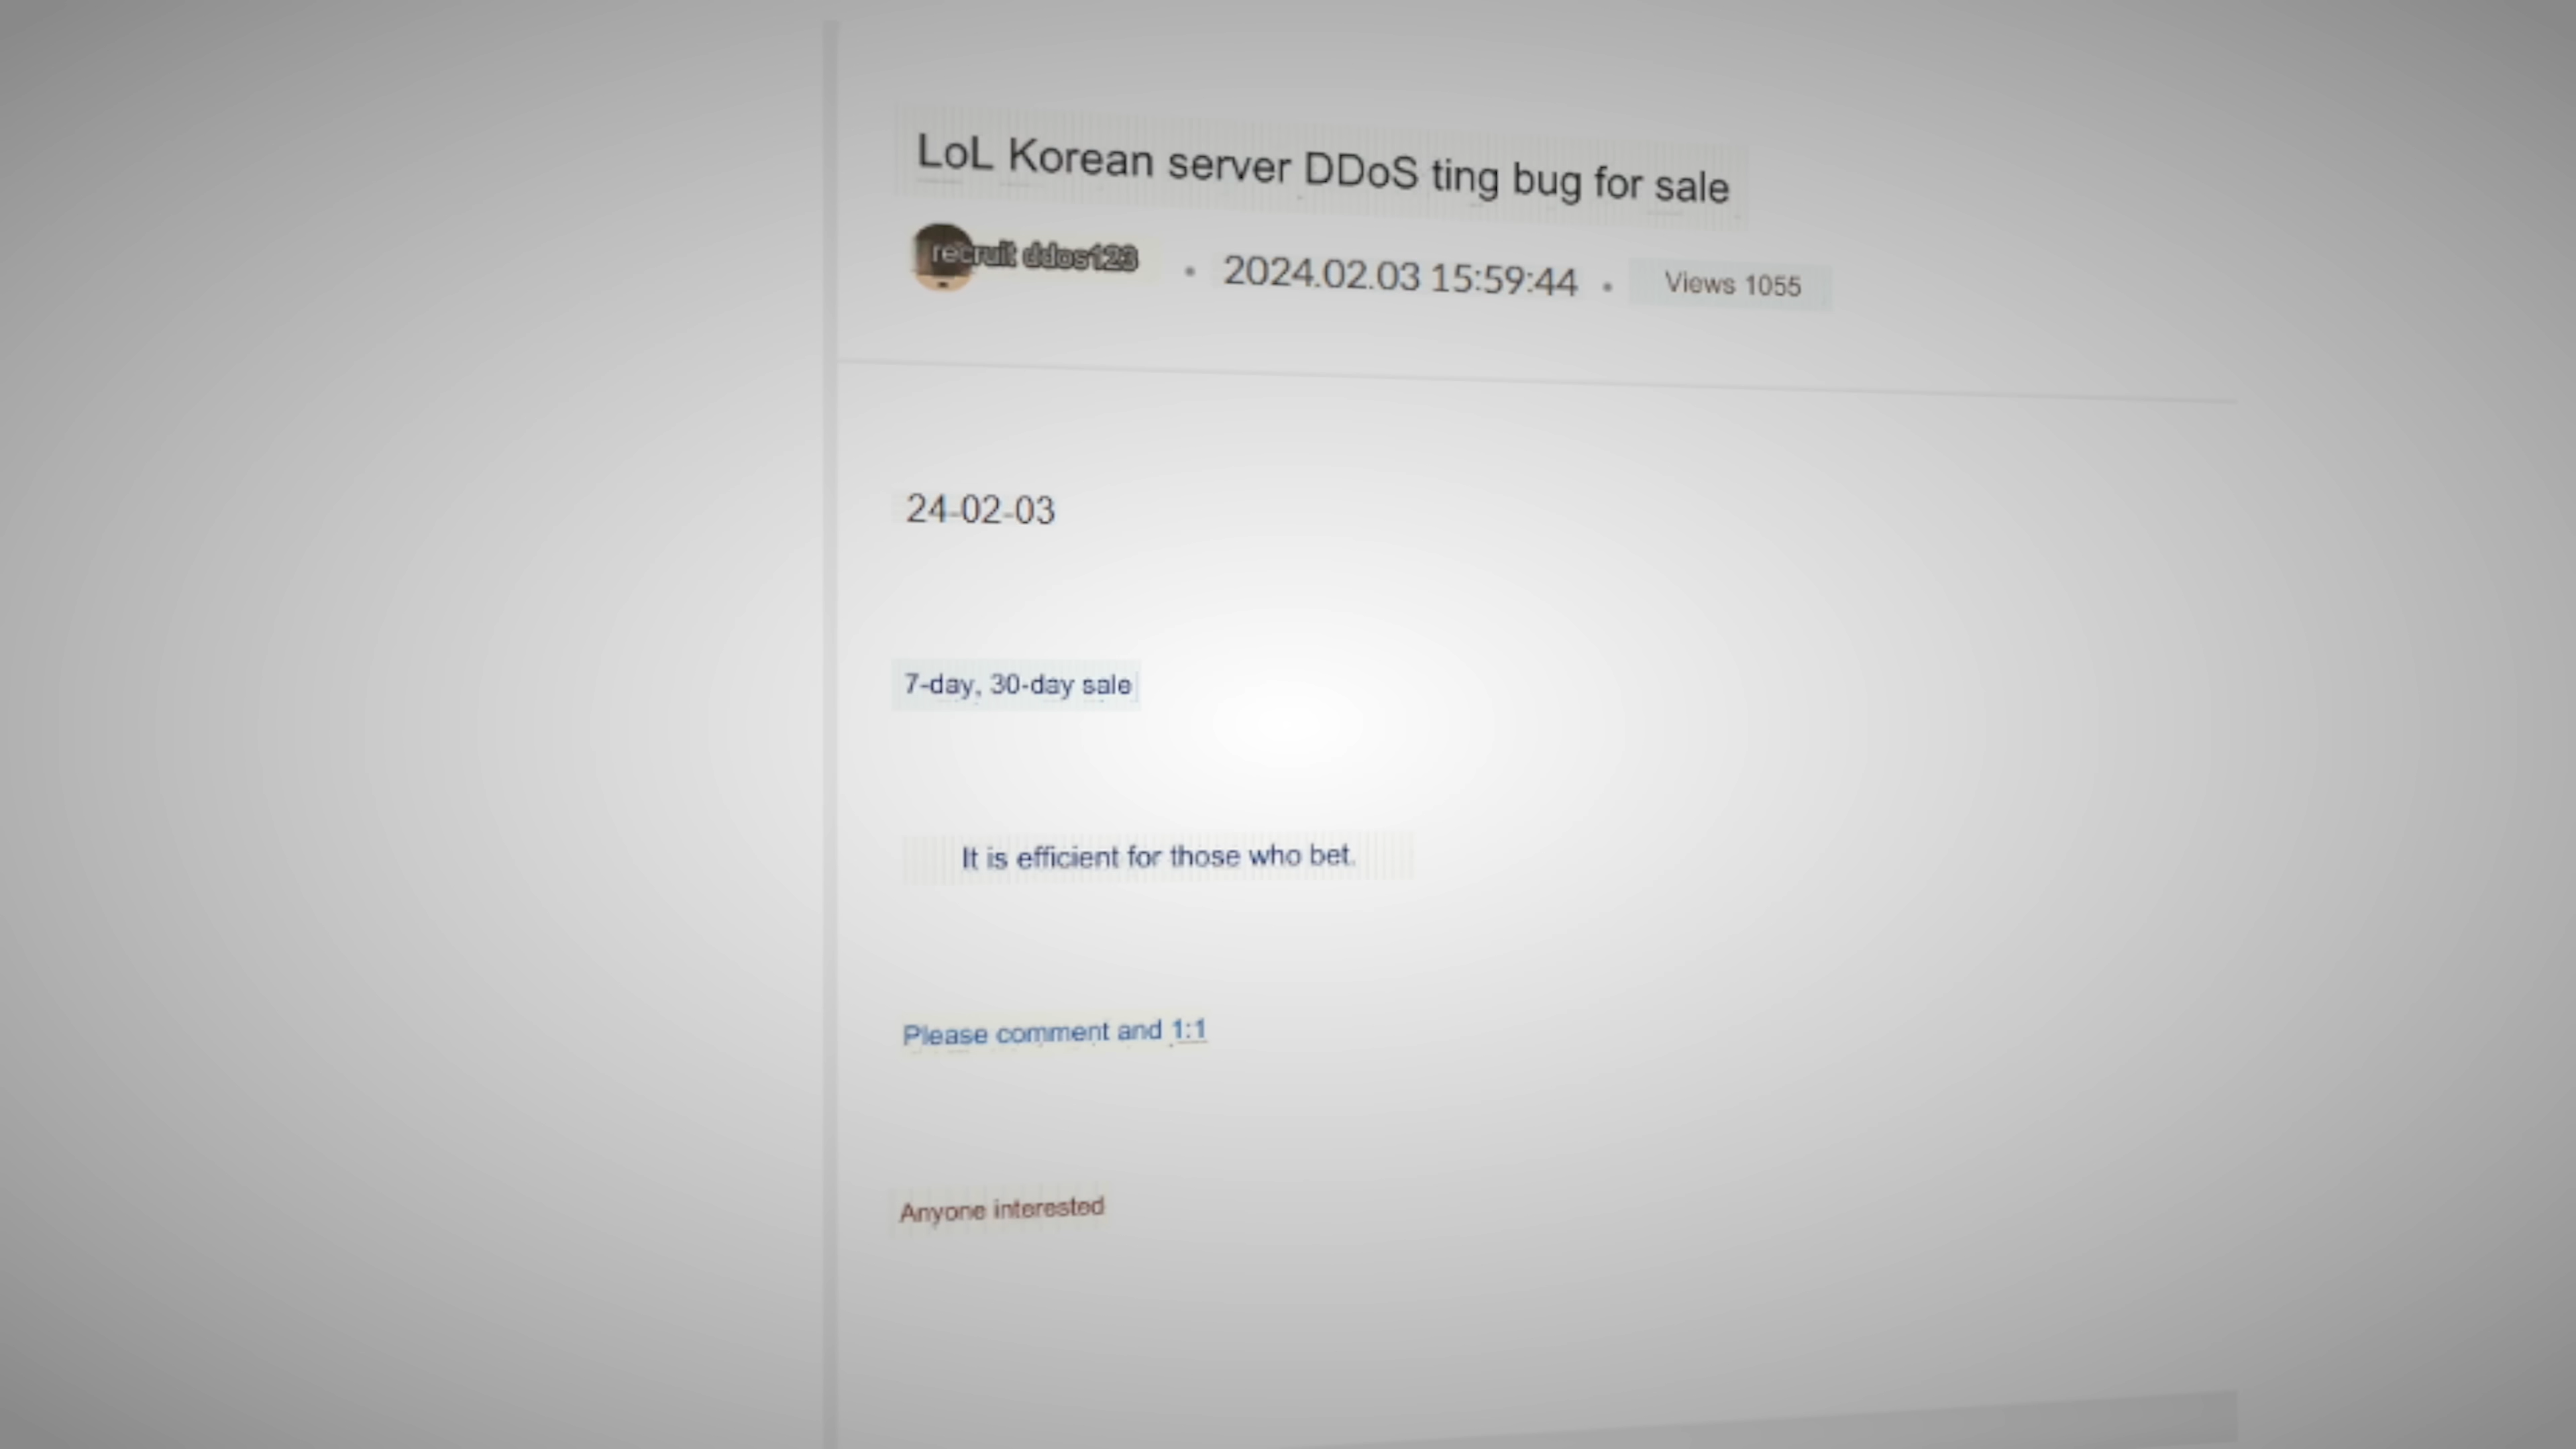 LoL Korean server DDoS ting bug for sale
recruit ddos123 • 2024.02.03 15:59:44 • Views 1055
24-02-03
7-day, 30-day sale
It is efficient for those who bet.
Please comment and 1:1
Anyone interested